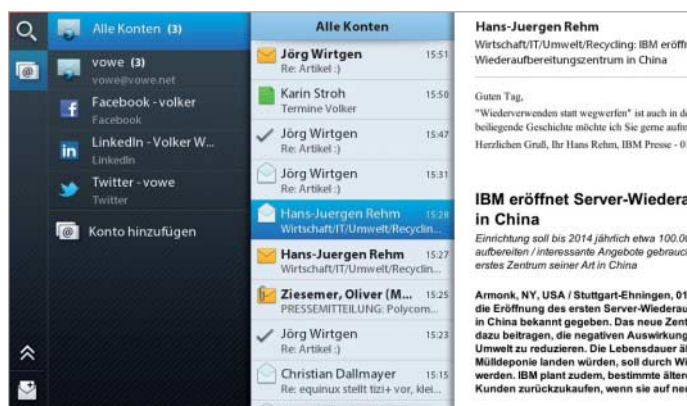 Alle Konten (3)
vowe (3)
vowe@vowe.net
Facebook - volker
Facebook
LinkedIn - Volker W...
LinkedIn
Twitter - vowe
Twitter
Konto hinzufügen
Alle Konten
Jörg Wirtgen 15:51
Re: Artikel :)
Karin Stroh 15:50
Termine Volker
Jörg Wirtgen 15:47
Re: Artikel :)
Jörg Wirtgen 15:31
Re: Artikel :)
Hans-Juergen Rehm 15:28
Wirtschaft/IT/Umwelt/Recyclin...
Hans-Juergen Rehm 15:27
Wirtschaft/IT/Umwelt/Recyclin...
Ziesemer, Oliver (M... 15:25
PRESSEMITTEILUNG: Polycom...
Jörg Wirtgen 15:23
Re: Artikel :)
Christian Dallmayer 15:15
Re: equinux stellt tizi+ vor, klei...
Hans-Juergen Rehm
Wirtschaft/IT/Umwelt/Recycling: IBM eröffn
Wiederaufbereitungszentrum in China
Guten Tag,
"Wiederverwenden statt wegwerfen" ist auch in de
beiliegende Geschichte möchte ich Sie gerne aufm
Herzlichen Gruß, Ihr Hans Rehm, IBM Presse - 01
IBM eröffnet Server-Wiedera
in China
Einrichtung soll bis 2014 jährlich etwa 100.00
aufbereiten / interessante Angebote gebrauch
erstes Zentrum seiner Art in China
Armonk, NY, USA / Stuttgart-Ehningen, 01
die Eröffnung des ersten Server-Wiederau
in China bekannt gegeben. Das neue Zent
dazu beitragen, die negativen Auswirkung
Umwelt zu reduzieren. Die Lebensdauer äl
Mülldeponie landen würden, soll durch Wi
werden. IBM plant zudem, bestimmte ältere
Kunden zurückzukaufen, wenn sie auf neu